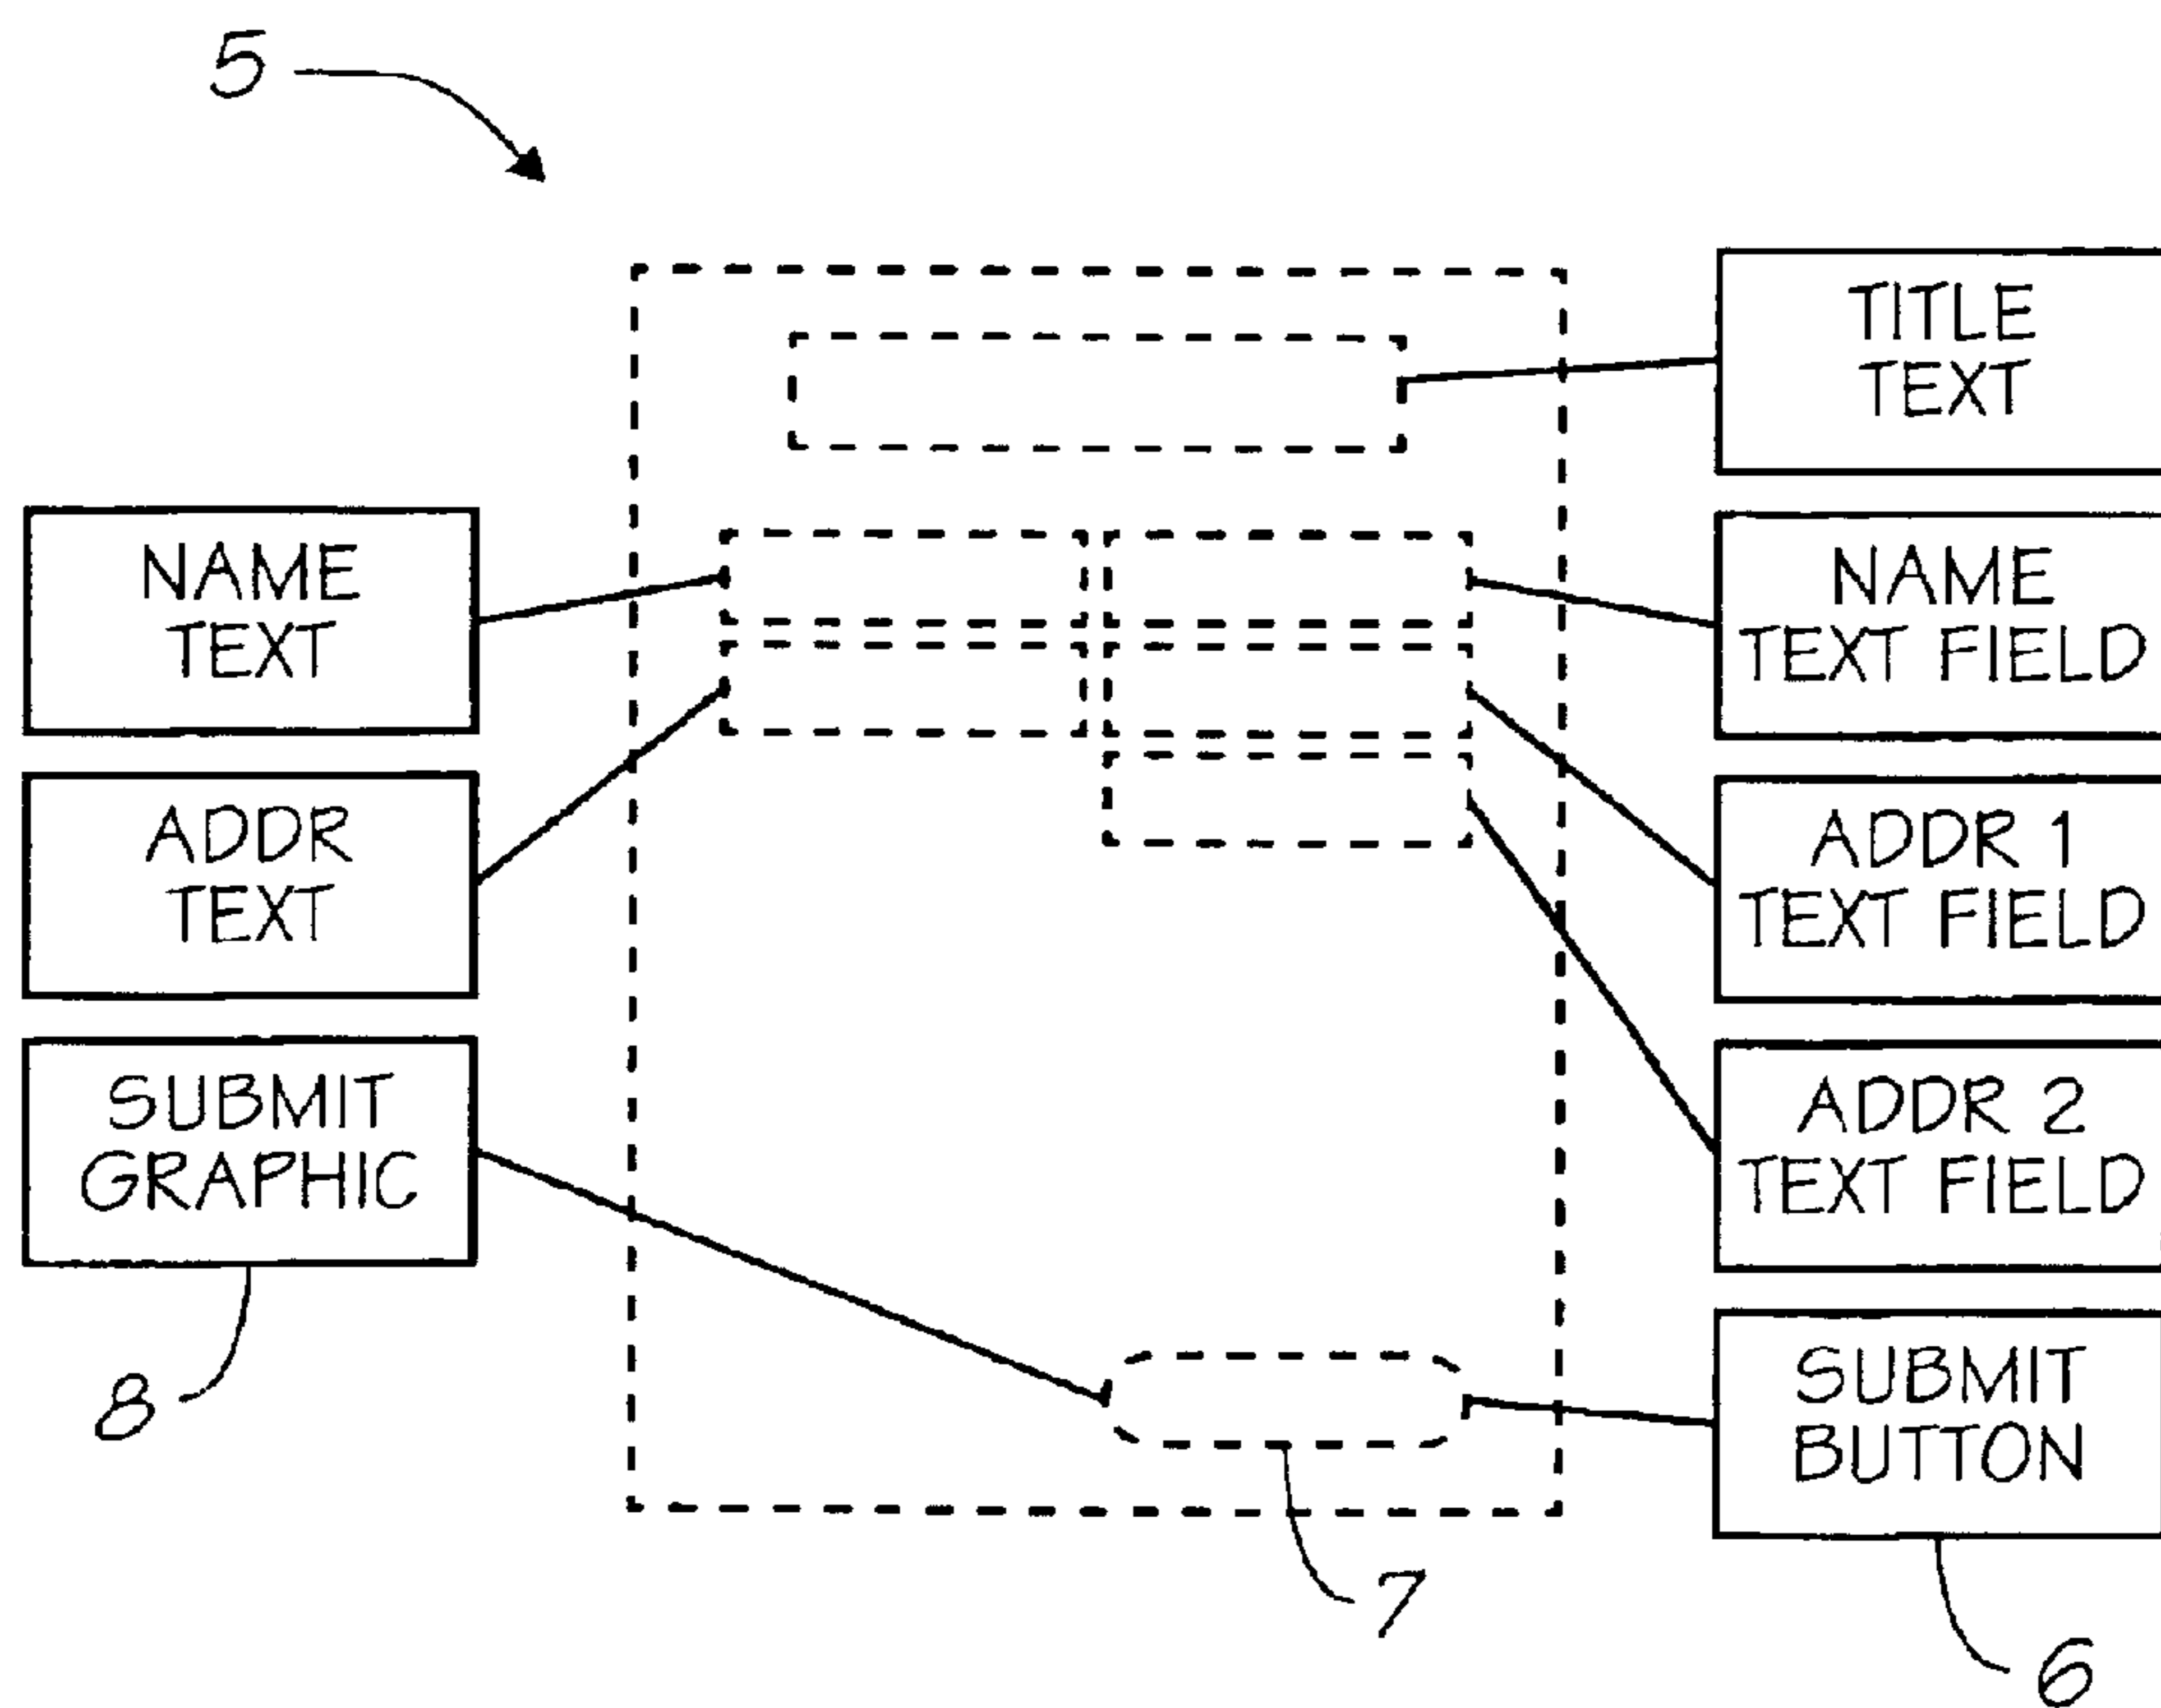 5
TITLE
TEXT
NAME
TEXT
NAME
TEXT FIELD
ADDR
TEXT
ADDR 1
TEXT FIELD
SUBMIT
GRAPHIC
ADDR 2
TEXT FIELD
SUBMIT
BUTTON
8
7
6